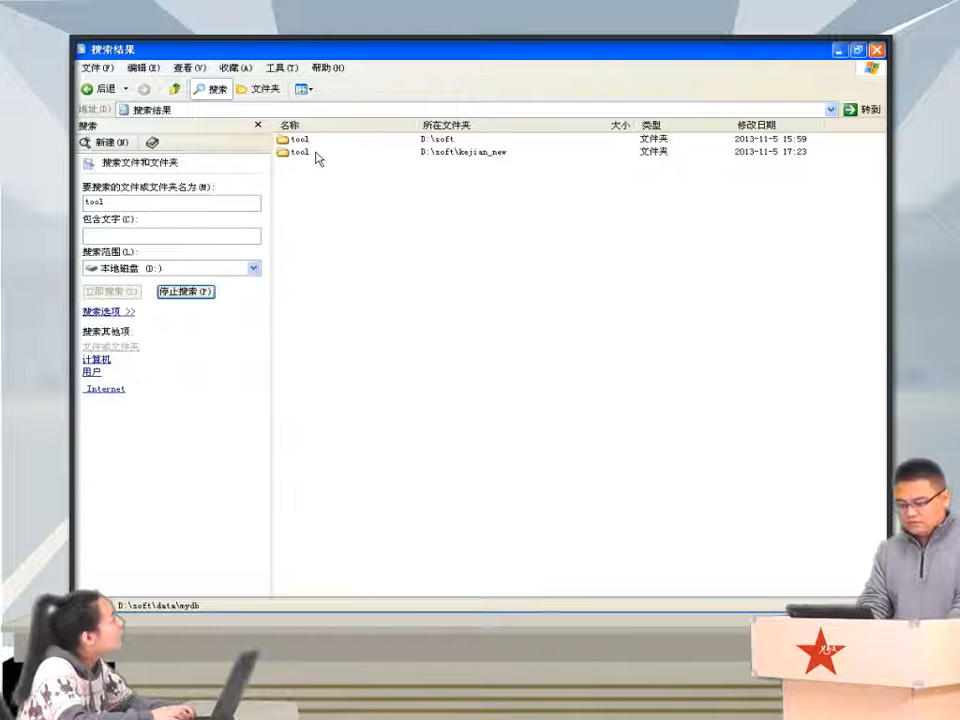 搜索结果
文件(F) 编辑(E) 查看(V) 收藏(A) 工具(T) 帮助(H)
后退 搜索 文件夹
地址(D) 搜索结果 转到
搜索
新建(N)
搜索文件和文件夹
要搜索的文件或文件夹名为(M):
tool
包含文字(C):
搜索范围(L):
本地磁盘 (D:)
立即搜索(S) 停止搜索(P)
搜索选项 >>
搜索其他项:
文件或文件夹
计算机
用户
Internet
名称 所在文件夹 大小 类型 修改日期
tool D:\soft 文件夹 2013-11-5 15:59
tool D:\soft\kejian_new 文件夹 2013-11-5 17:23
D:\soft\data\mydb